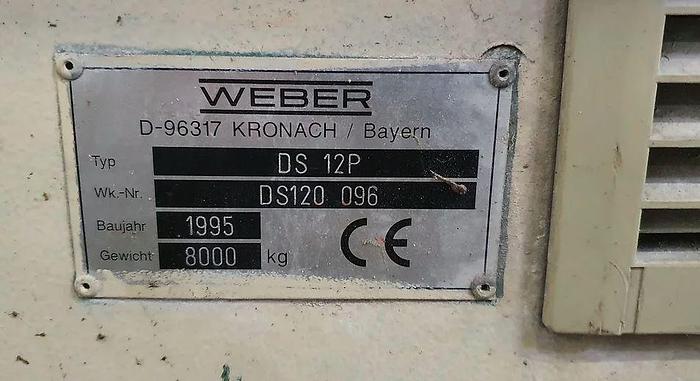 WEBER
D-96317 KRONACH / Bayern
Typ DS 12P
Wk.-Nr. DS120 096
Baujahr 1995
Gewicht 8000 kg
CE